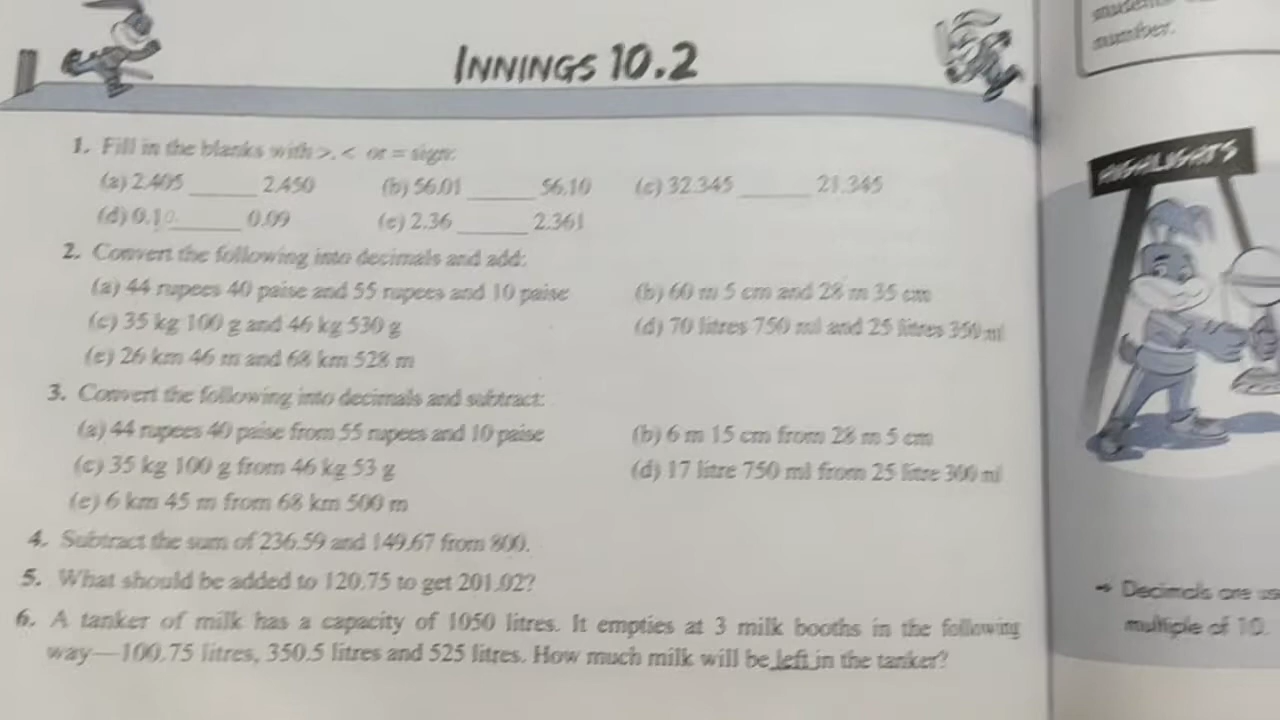 INNINGS 10.2
1. Fill in the blanks with >, < or = sign:
(a) 2.405 ______ 2.450 (b) 56.01 ______ 56.10 (c) 32.345 ______ 21.345
(d) 0.10 ______ 0.09 (e) 2.36 ______ 2.361
2. Convert the following into decimals and add:
(a) 44 rupees 40 paise and 55 rupees and 10 paise (b) 60 m 5 cm and 28 m 35 cm
(c) 35 kg 100 g and 46 kg 530 g (d) 70 litres 750 ml and 25 litres 350 ml
(e) 26 km 46 m and 68 km 528 m
3. Convert the following into decimals and subtract:
(a) 44 rupees 40 paise from 55 rupees and 10 paise (b) 6 m 15 cm from 28 m 5 cm
(c) 35 kg 100 g from 46 kg 53 g (d) 17 litre 750 ml from 25 litre 300 ml
(e) 6 km 45 m from 68 km 500 m
4. Subtract the sum of 236.59 and 149.67 from 800.
5. What should be added to 120.75 to get 201.02?
6. A tanker of milk has a capacity of 1050 litres. It empties at 3 milk booths in the following
way—100.75 litres, 350.5 litres and 525 litres. How much milk will be left in the tanker?
number.
HIGHLIGHTS
→ Decimals are
multiple of 10.